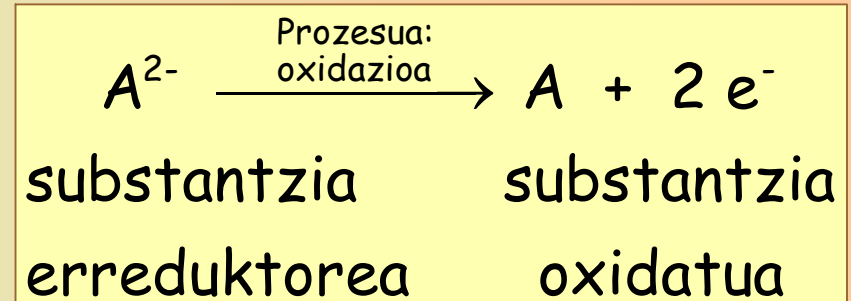 Prozesua:
oxidazioa
A²⁻ → A + 2 e⁻
substantzia substantzia
erreduktorea oxidatua